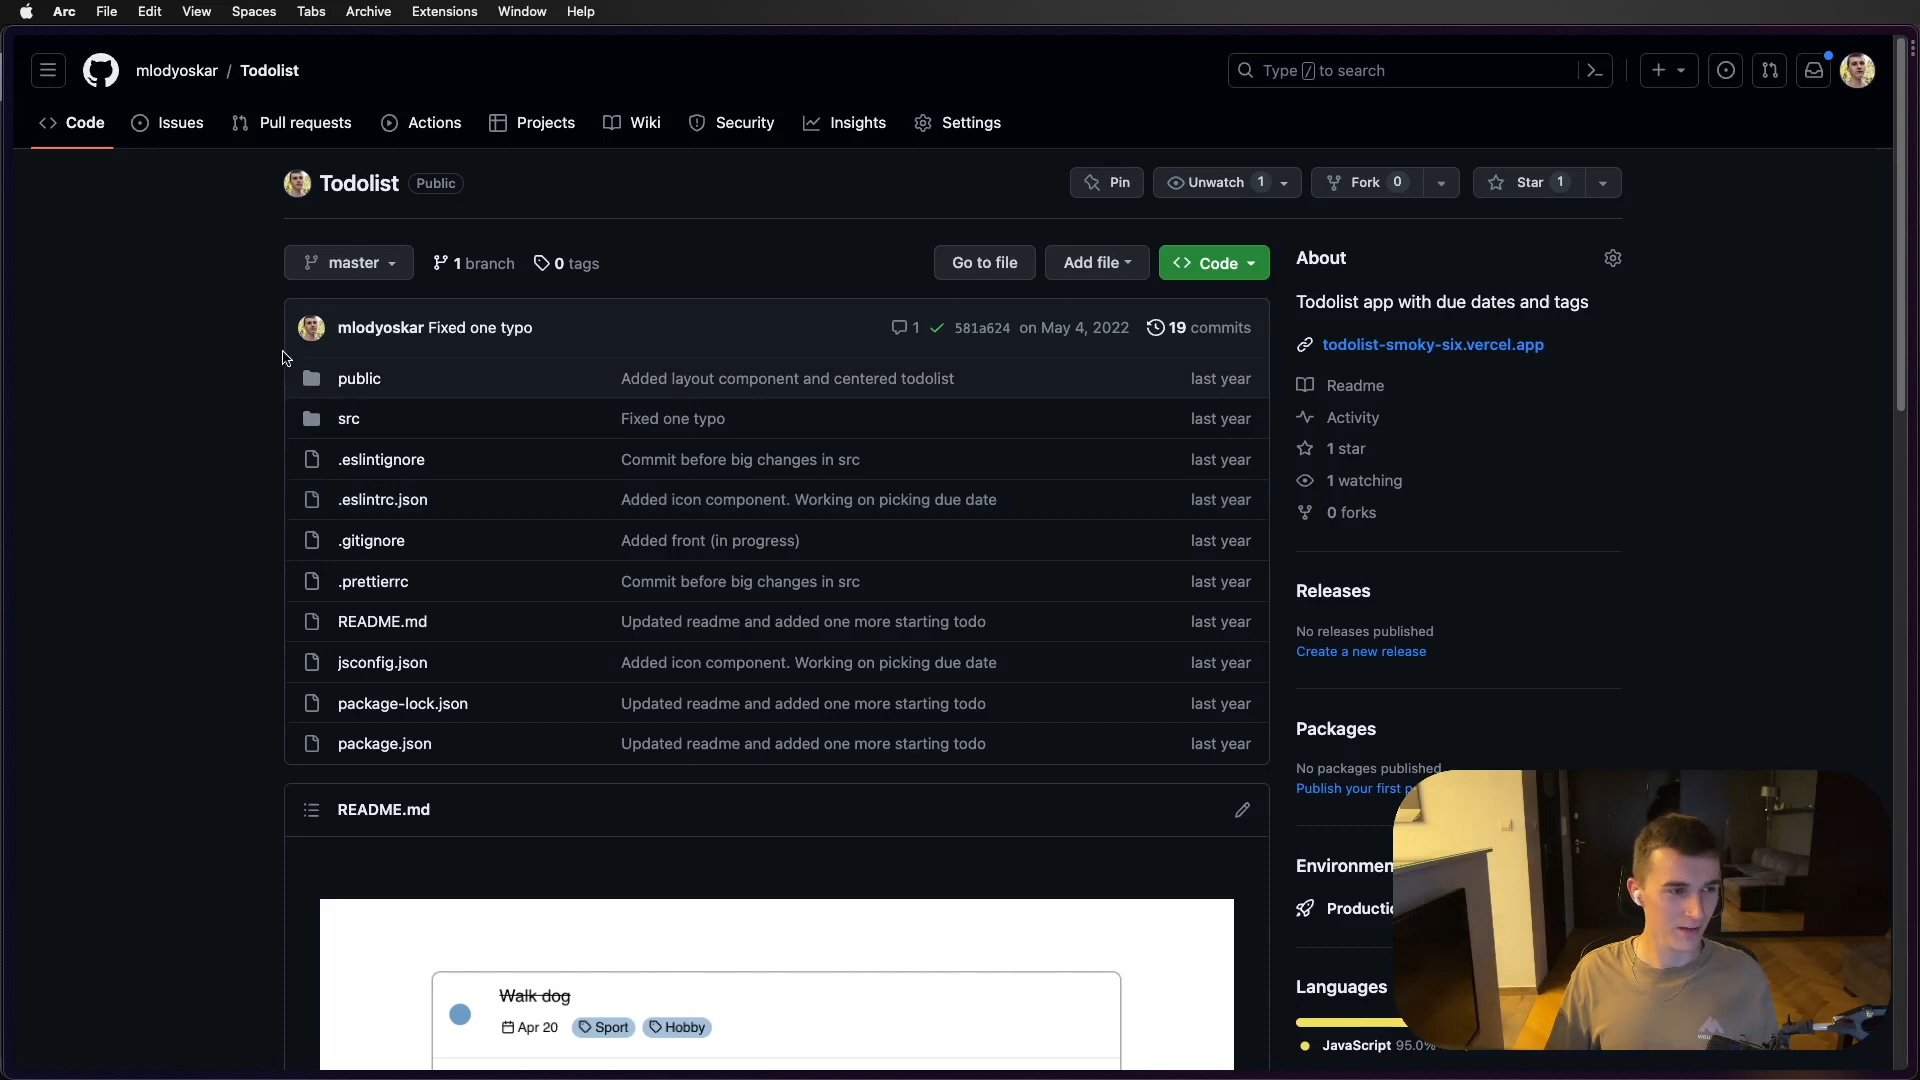 Arc File Edit View Spaces Tabs Archive Extensions Window Help
mlodyoskar / Todolist
Type / to search
Code Issues Pull requests Actions Projects Wiki Security Insights Settings
Todolist Public
Pin Unwatch 1 Fork 0 Star 1
master 1 branch 0 tags Go to file Add file Code
mlodyoskar Fixed one typo 1 581a624 on May 4, 2022 19 commits
public Added layout component and centered todolist last year
src Fixed one typo last year
.eslintignore Commit before big changes in src last year
.eslintrc.json Added icon component. Working on picking due date last year
.gitignore Added front (in progress) last year
.prettierrc Commit before big changes in src last year
README.md Updated readme and added one more starting todo last year
jsconfig.json Added icon component. Working on picking due date last year
package-lock.json Updated readme and added one more starting todo last year
package.json Updated readme and added one more starting todo last year
README.md
Walk dog
Apr 20 Sport Hobby
About
Todolist app with due dates and tags
todolist-smoky-six.vercel.app
Readme
Activity
1 star
1 watching
0 forks
Releases
No releases published
Create a new release
Packages
No packages published
Publish your first p
Environmen
Producti
Languages
JavaScript 95.0%